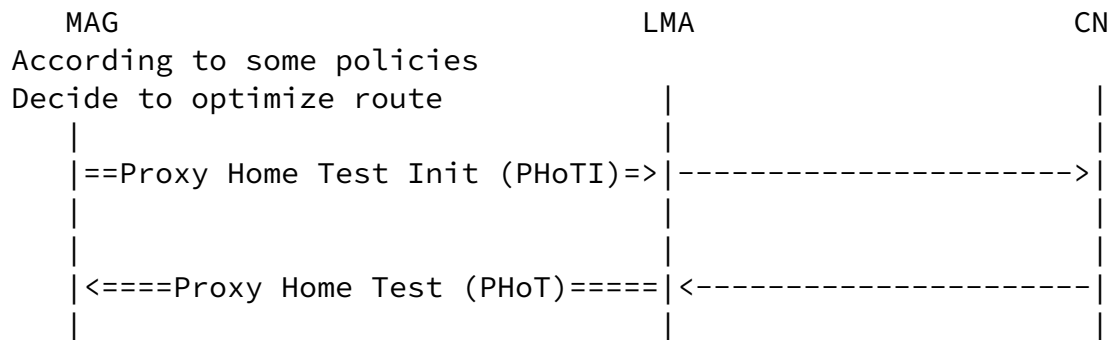 MAG LMA CN
According to some policies
Decide to optimize route | |
| | |
|==Proxy Home Test Init (PHoTI)=>|---------------------->|
| | |
| | |
|<====Proxy Home Test (PHoT)=====|<----------------------|
| | |